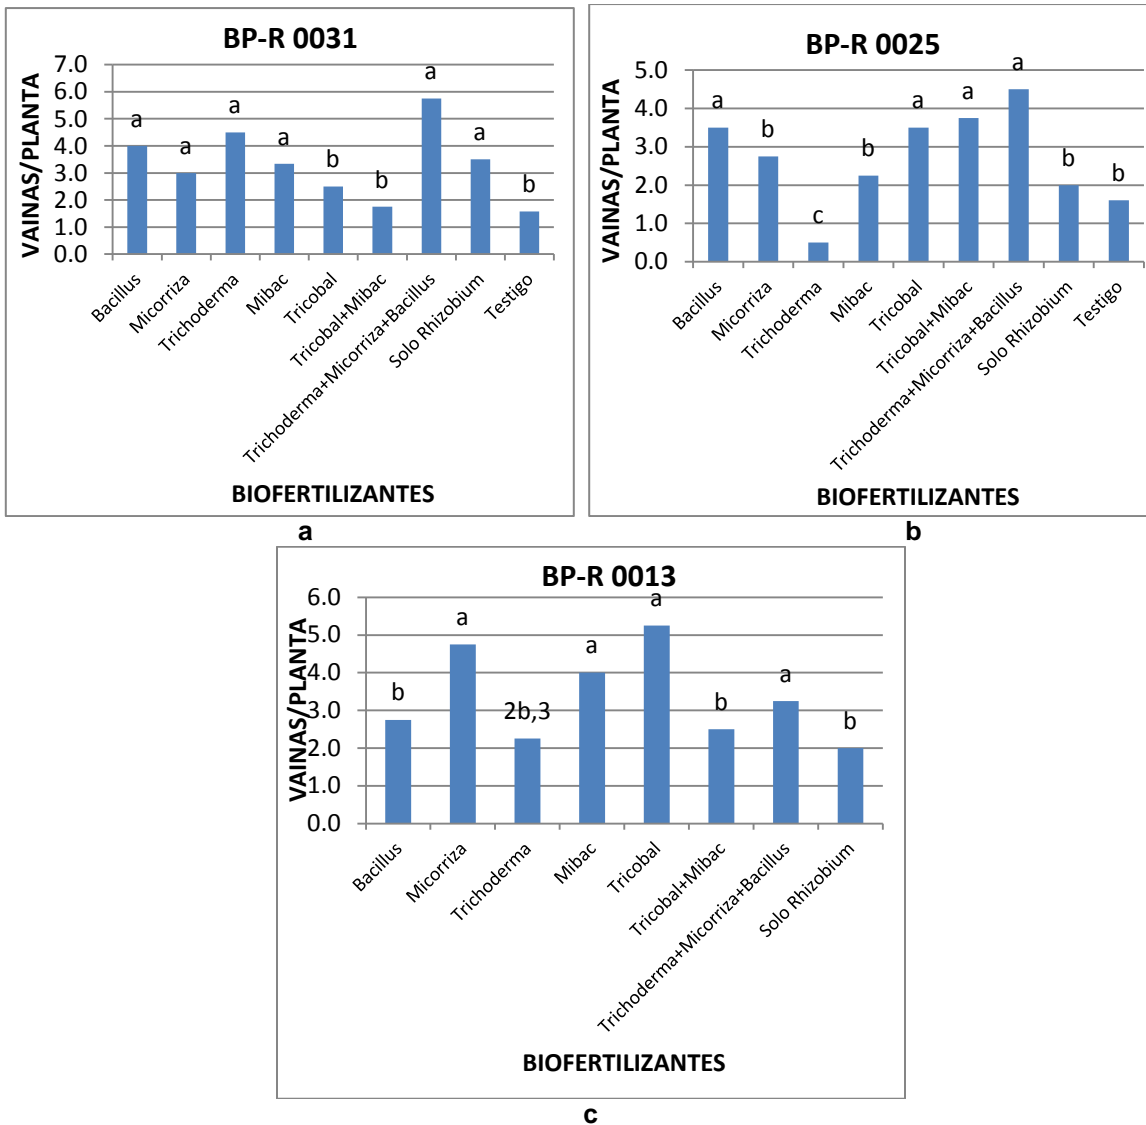 BP-R 0031
VAINAS/PLANTA
7.0
6.0
5.0
4.0
3.0
2.0
1.0
0.0
a
a
a
a
b
b
a
a
b
Bacillus
Micorriza
Trichoderma
Mibac
Tricobal
Tricobal+Mibac
Trichoderma+Micorriza+Bacillus
Solo Rhizobium
Testigo
BIOFERTILIZANTES
a
BP-R 0025
VAINAS/PLANTA
5.0
4.0
3.0
2.0
1.0
0.0
a
b
c
b
a
a
a
b
b
Bacillus
Micorriza
Trichoderma
Mibac
Tricobal
Tricobal+Mibac
Trichoderma+Micorriza+Bacillus
Solo Rhizobium
Testigo
BIOFERTILIZANTES
b
BP-R 0013
VAINAS/PLANTA
6.0
5.0
4.0
3.0
2.0
1.0
0.0
b
a
2b,3
a
a
b
a
b
Bacillus
Micorriza
Trichoderma
Mibac
Tricobal
Tricobal+Mibac
Trichoderma+Micorriza+Bacillus
Solo Rhizobium
BIOFERTILIZANTES
c